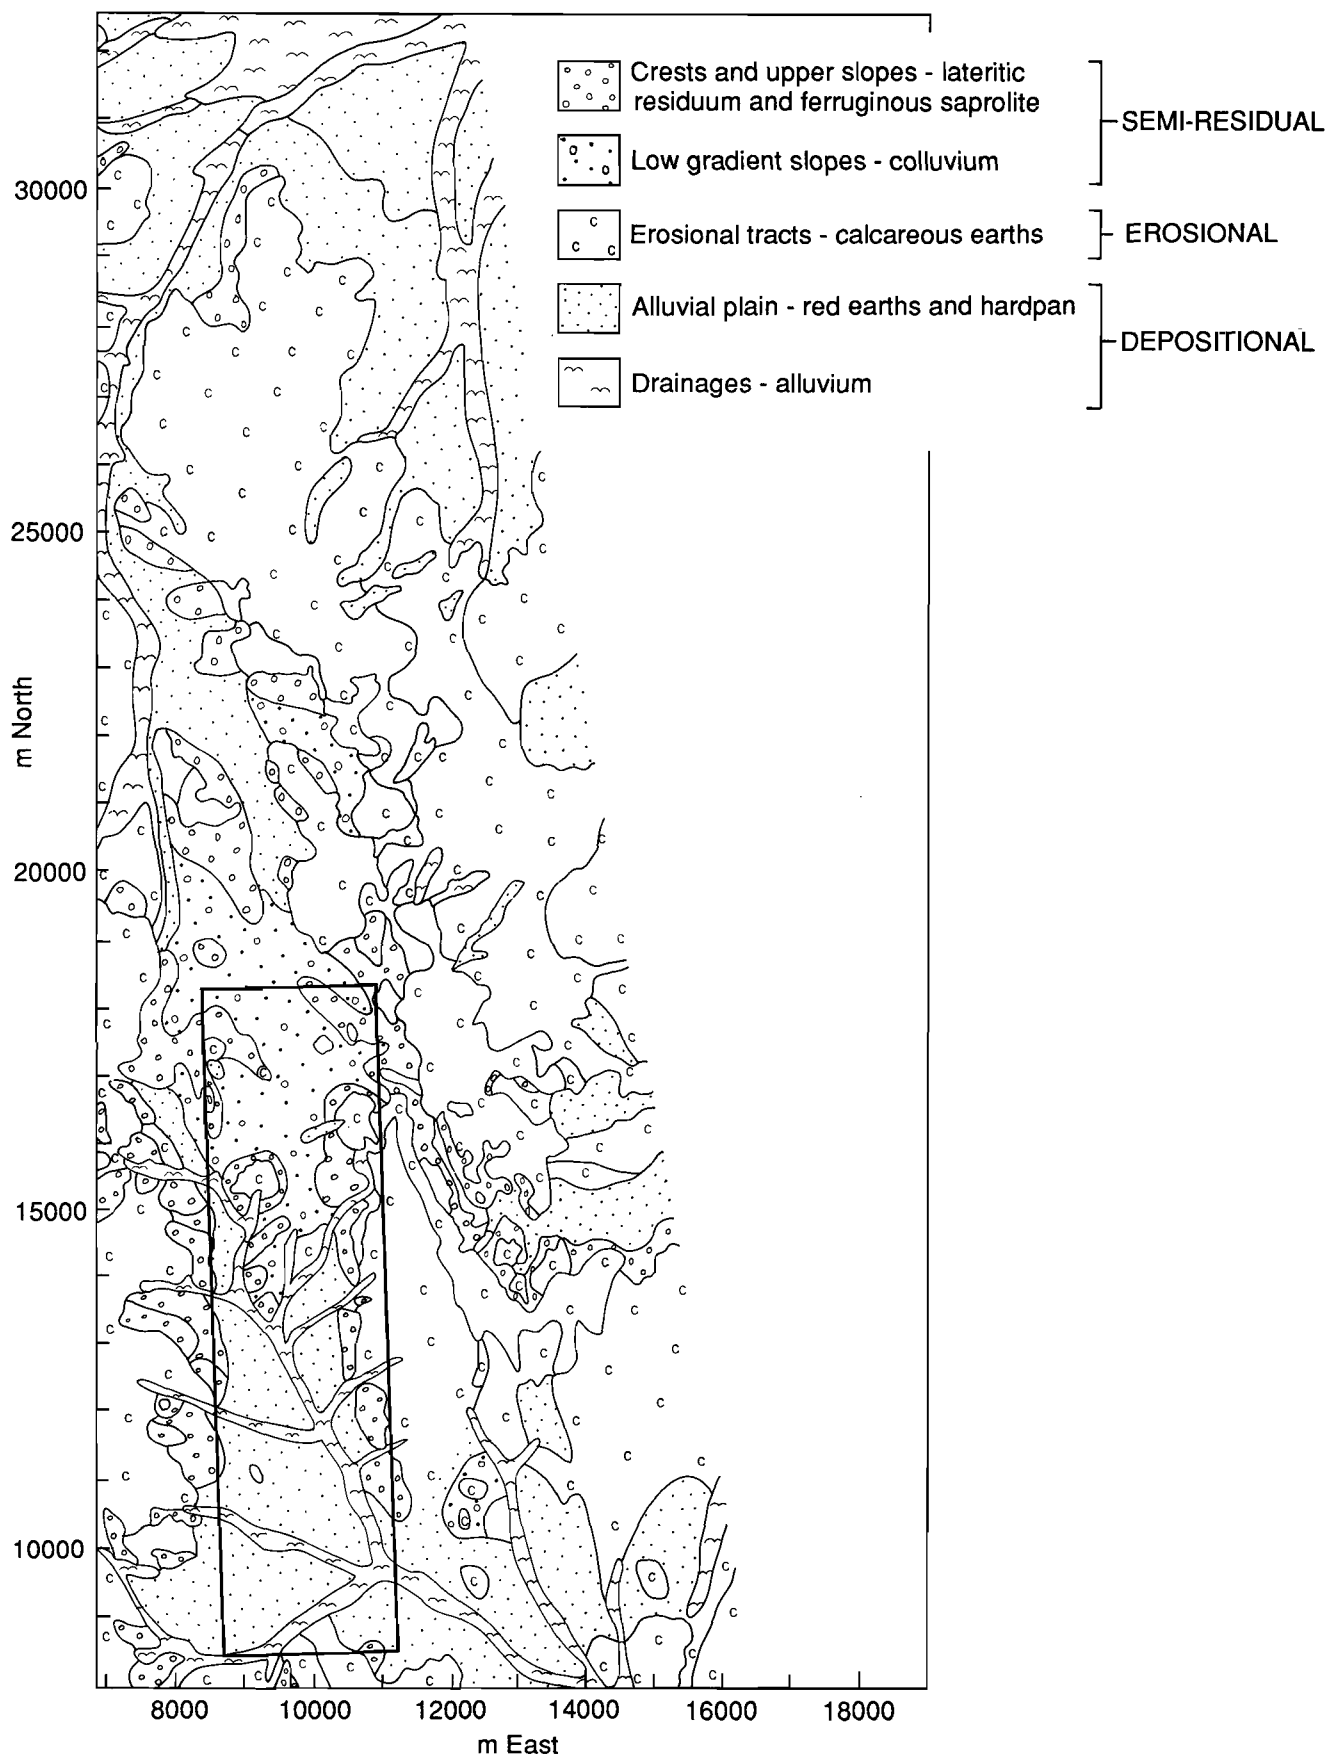 Crests and upper slopes - lateritic
residuum and ferruginous saprolite
SEMI-RESIDUAL
Low gradient slopes - colluvium
Erosional tracts - calcareous earths
EROSIONAL
Alluvial plain - red earths and hardpan
DEPOSITIONAL
Drainages - alluvium
30000
25000
m North
20000
15000
10000
8000 10000 12000 14000 16000 18000
m East